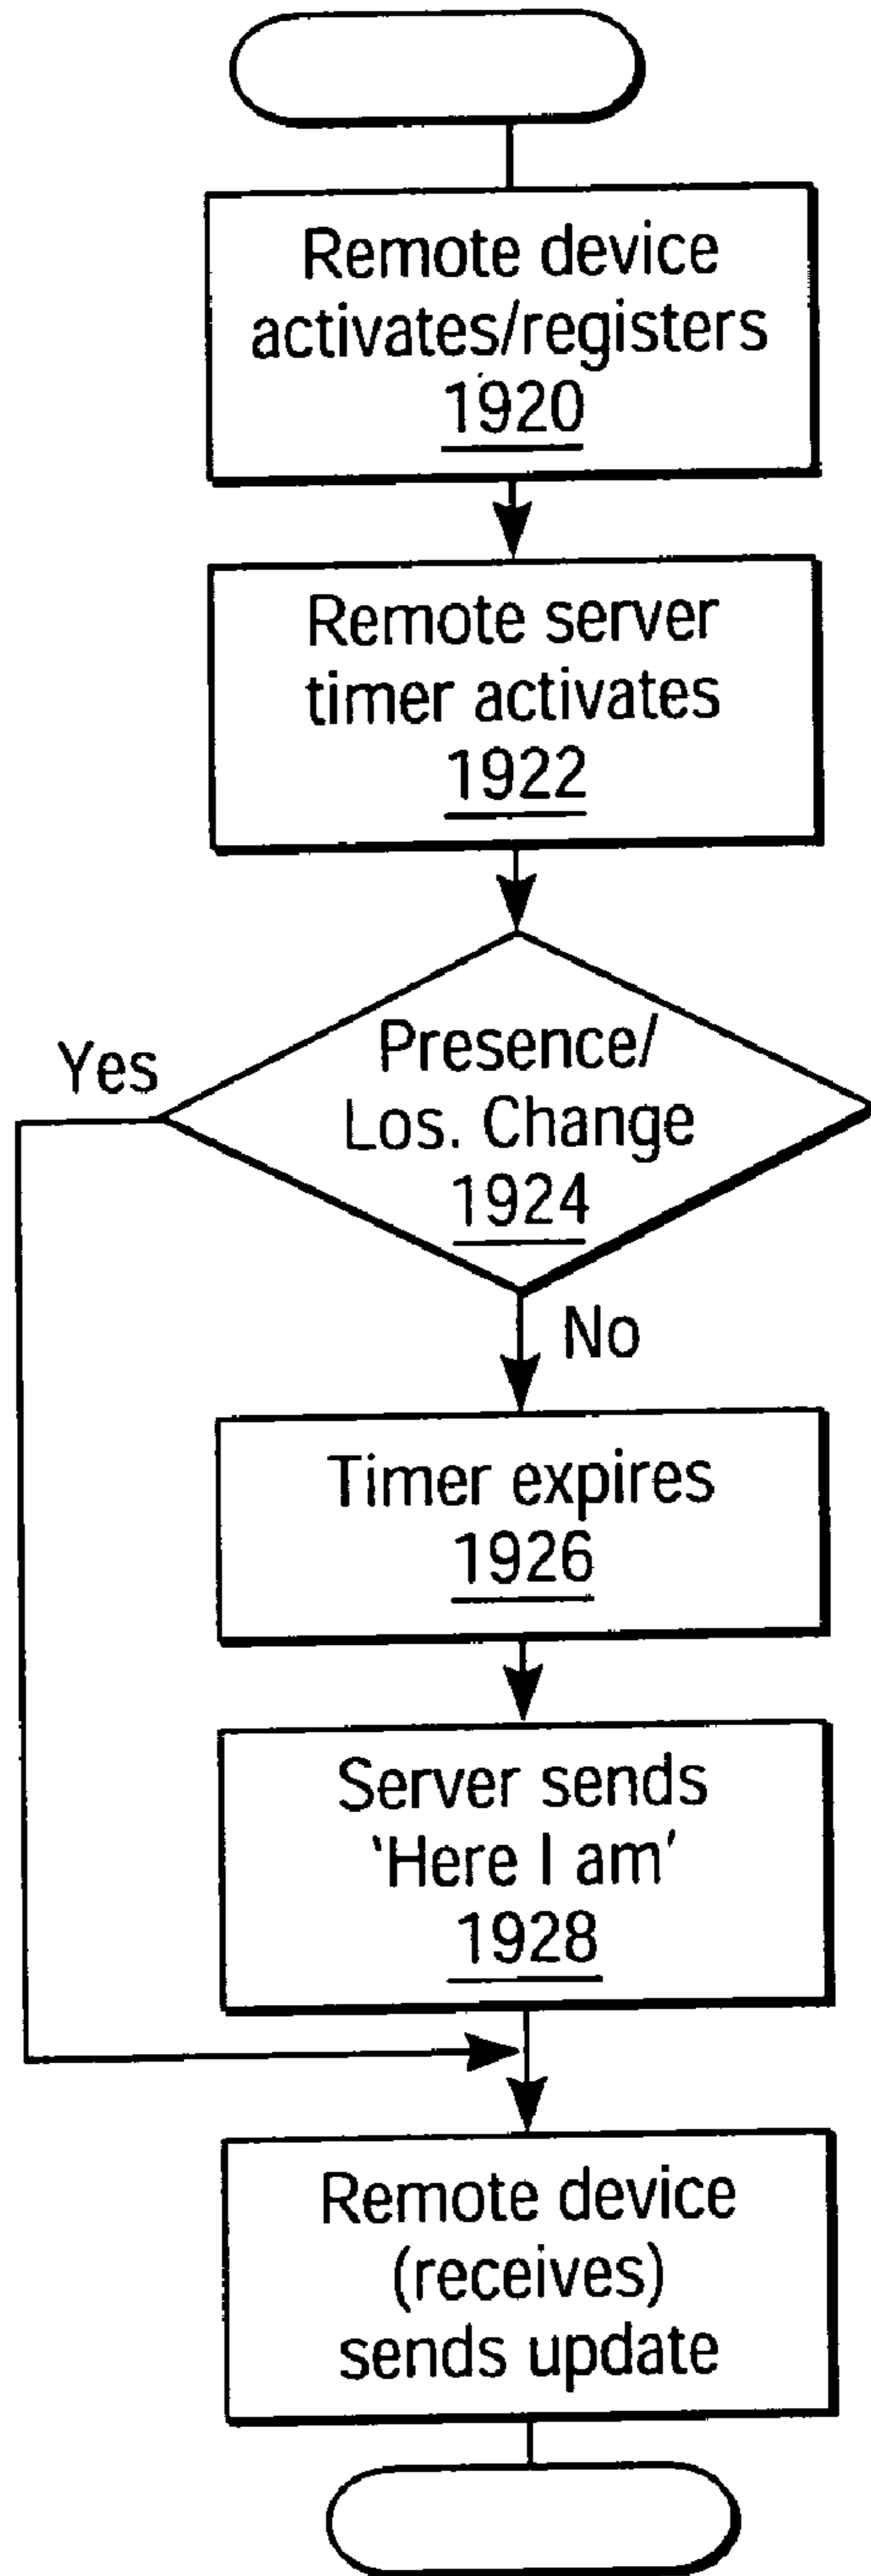 Remote device
activates/registers
1920
Remote server
timer activates
1922
Yes
Presence/
Los. Change
1924
No
Timer expires
1926
Server sends
'Here I am'
1928
Remote device
(receives)
sends update